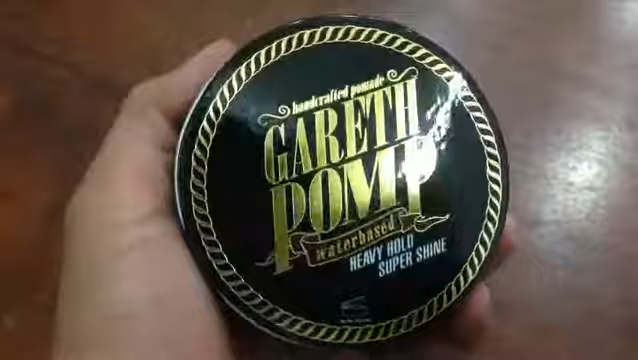 handcrafted pomade
GARETH
POMP
waterbased
HEAVY HOLD
SUPER SHINE